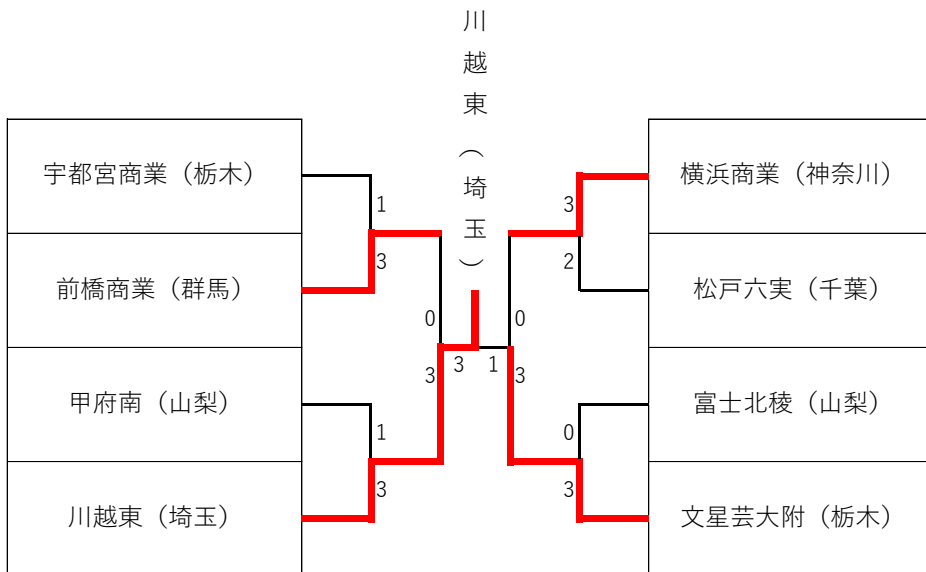 川越東(埼玉)
宇都宮商業(栃木)
1
3
前橋商業(群馬)
0
3
甲府南(山梨)
1
3
川越東(埼玉)
3
1
横浜商業(神奈川)
3
2
松戸六実(千葉)
0
3
富士北稜(山梨)
0
3
文星芸大附(栃木)